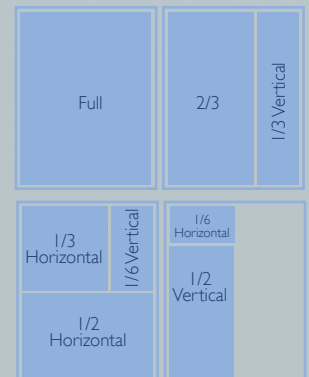 Full
2/3
1/3 Vertical
1/3
Horizontal
1/6 Vertical
1/2
Horizontal
1/6
Horizontal
1/2
Vertical